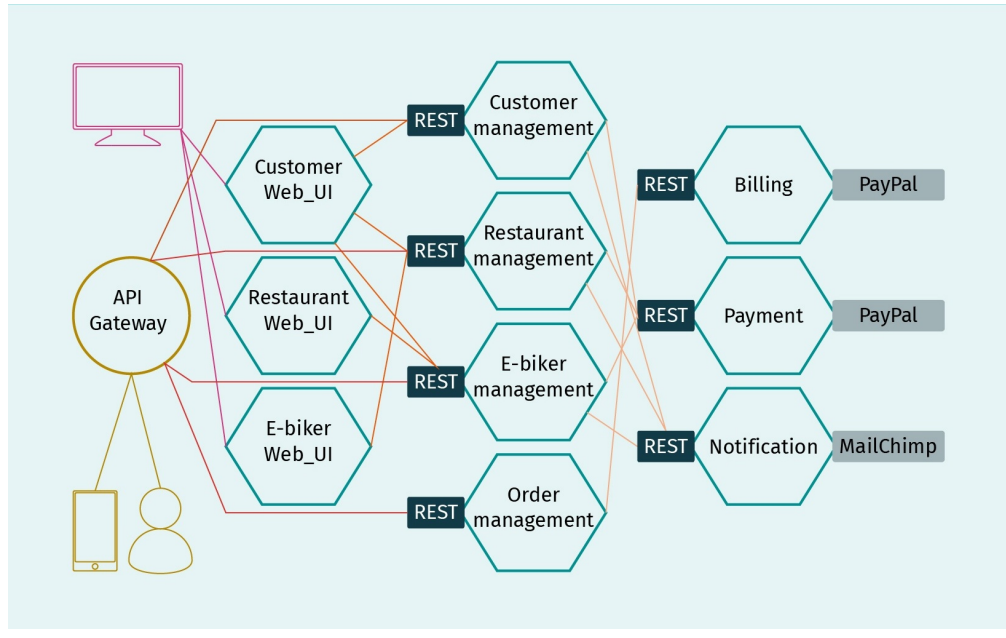 API
Gateway
Customer
Web_UI
Restaurant
Web_UI
E-biker
Web_UI
REST
Customer
management
REST
Restaurant
management
REST
E-biker
management
REST
Order
management
REST
Billing
PayPal
REST
Payment
PayPal
REST
Notification
MailChimp